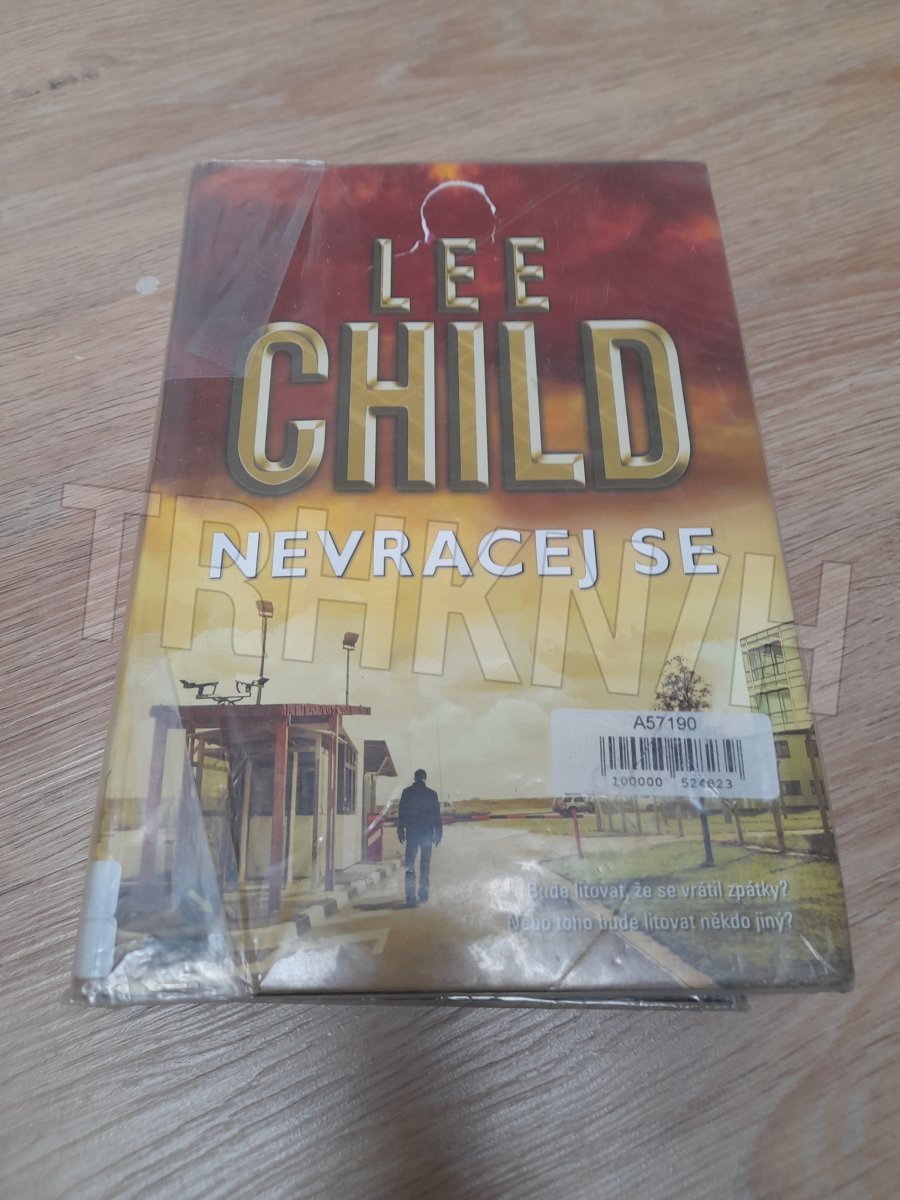 LEE
CHILD
NEVRACEJ SE
TRHKNIH
A57190
100000 524823
Bude litovat, že se vrátil zpátky?
Nebo toho bude litovat někdo jiný?